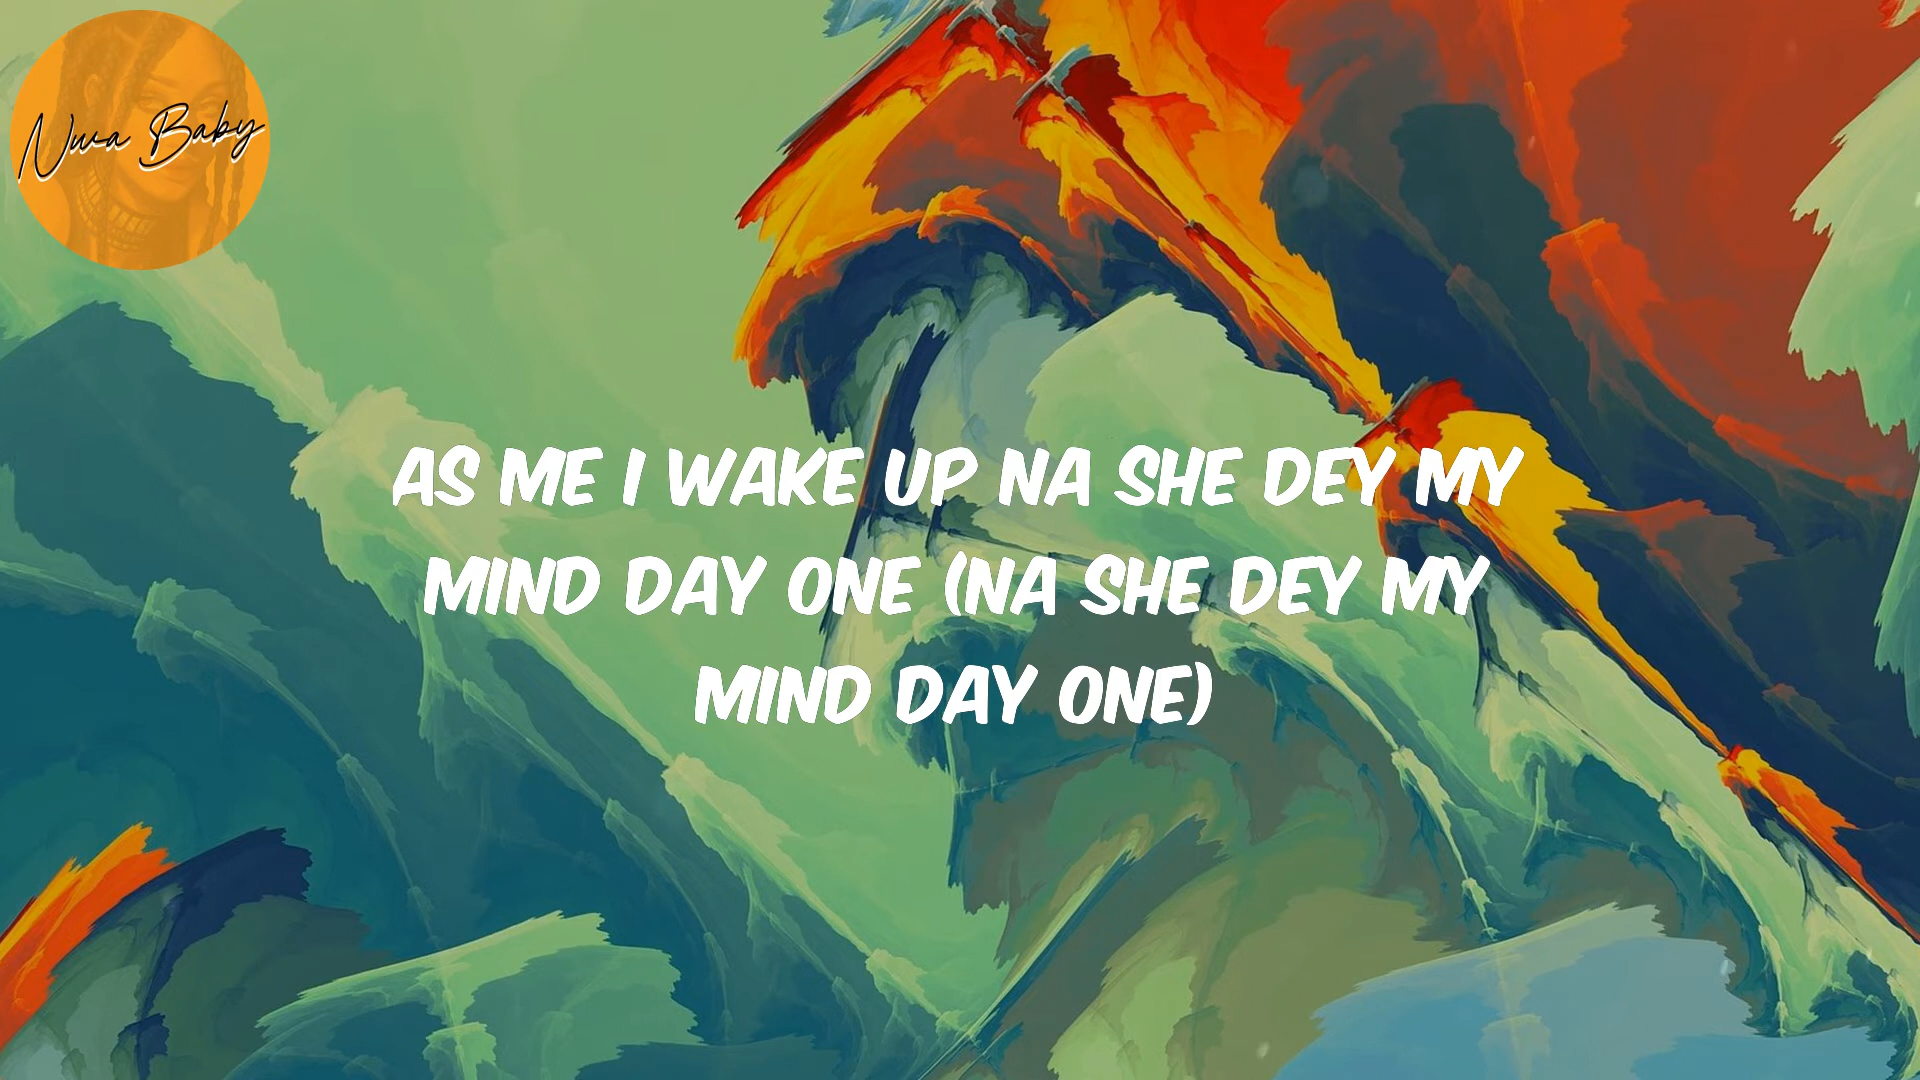 Nwa Baby
AS ME I WAKE UP NA SHE DEY MY
MIND DAY ONE (NA SHE DEY MY
MIND DAY ONE)